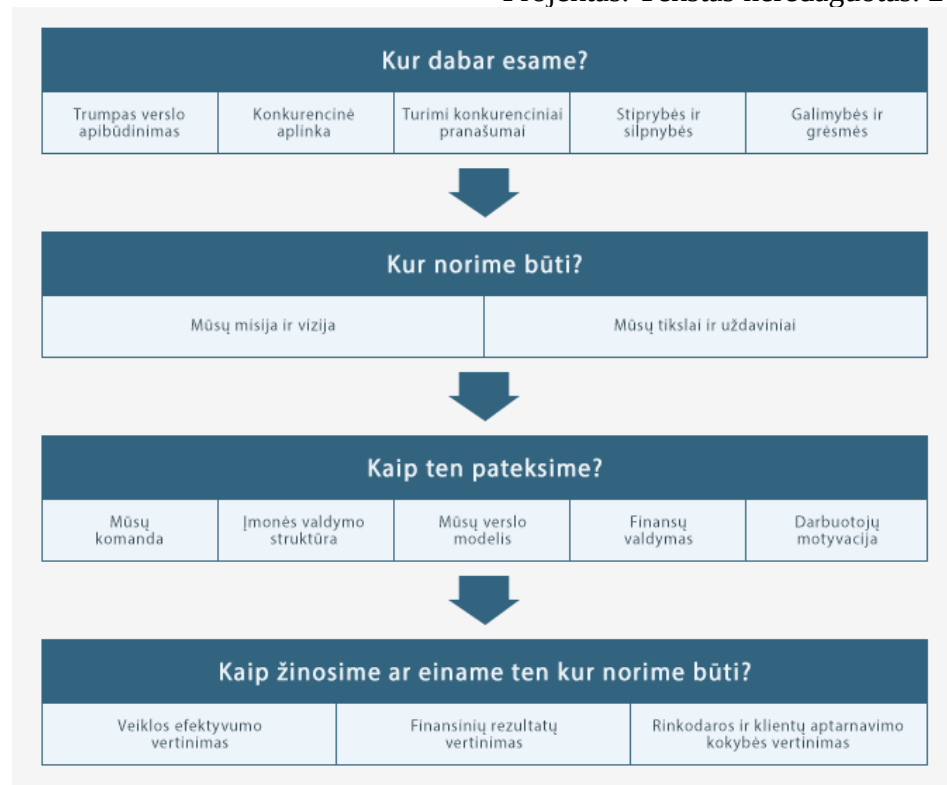 Projektas. Tekstas neredaguotas.
Kur dabar esame?
Trumpas verslo apibūdinimas
Konkurencinė aplinka
Turimi konkurenciniai pranašumai
Stiprybės ir silpnybės
Galimybės ir grėsmės
Kur norime būti?
Mūsų misija ir vizija
Mūsų tikslai ir uždaviniai
Kaip ten pateksime?
Mūsų komanda
Įmonės valdymo struktūra
Mūsų verslo modelis
Finansų valdymas
Darbuotojų motyvacija
Kaip žinosime ar einame ten kur norime būti?
Veiklos efektyvumo vertinimas
Finansinių rezultatų vertinimas
Rinkodaros ir klientų aptarnavimo kokybės vertinimas